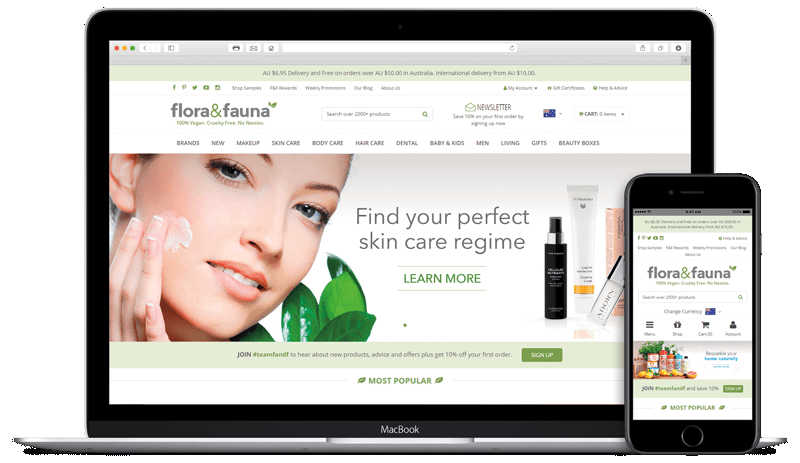 AU $6.95 Delivery and Free on orders over AU $50.00 in Australia. International delivery from AU $10.00.
Shop Samples F&F Rewards Weekly Promotions Our Blog About Us My Account Gift Certificates Help & Advice
flora&fauna
100% Vegan. Cruelty Free. No Nasties.
Search over 2000+ products
NEWSLETTER
Save 10% on your first order by
signing up now
CART: 0 items
BRANDS NEW MAKEUP SKIN CARE BODY CARE HAIR CARE DENTAL BABY & KIDS MEN LIVING GIFTS BEAUTY BOXES
Find your perfect
skin care regime
LEARN MORE
Dr. Hauschka
ADORN
JOIN #teamfandf to hear about new products, advice and offers plus get 10% off your first order.
SIGN UP
MOST POPULAR
MacBook
9:41 AM
100%
AU $6.95 Delivery and Free on orders over AU $50.00 in
Australia. International delivery from AU $10.00.
Help & Advice
Shop Samples F&F Rewards Weekly Promotions Our Blog
About Us
flora&fauna
100% Vegan. Cruelty Free. No Nasties.
Search over 2000+ products
Change Currency
Menu Shop Cart (0) Account
home naturally
JOIN #teamfandf and save 10%
SIGN UP
MOST POPULAR